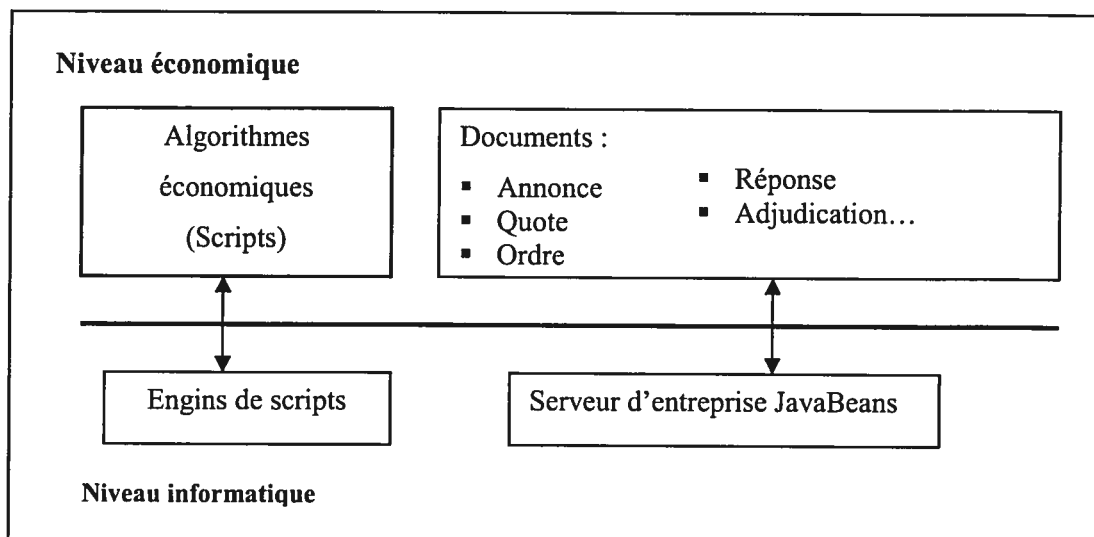 Niveau économique
Algorithmes
économiques
(Scripts)
Documents :
▪ Annonce
▪ Quote
▪ Ordre
▪ Réponse
▪ Adjudication...
Engins de scripts
Serveur d'entreprise JavaBeans
Niveau informatique